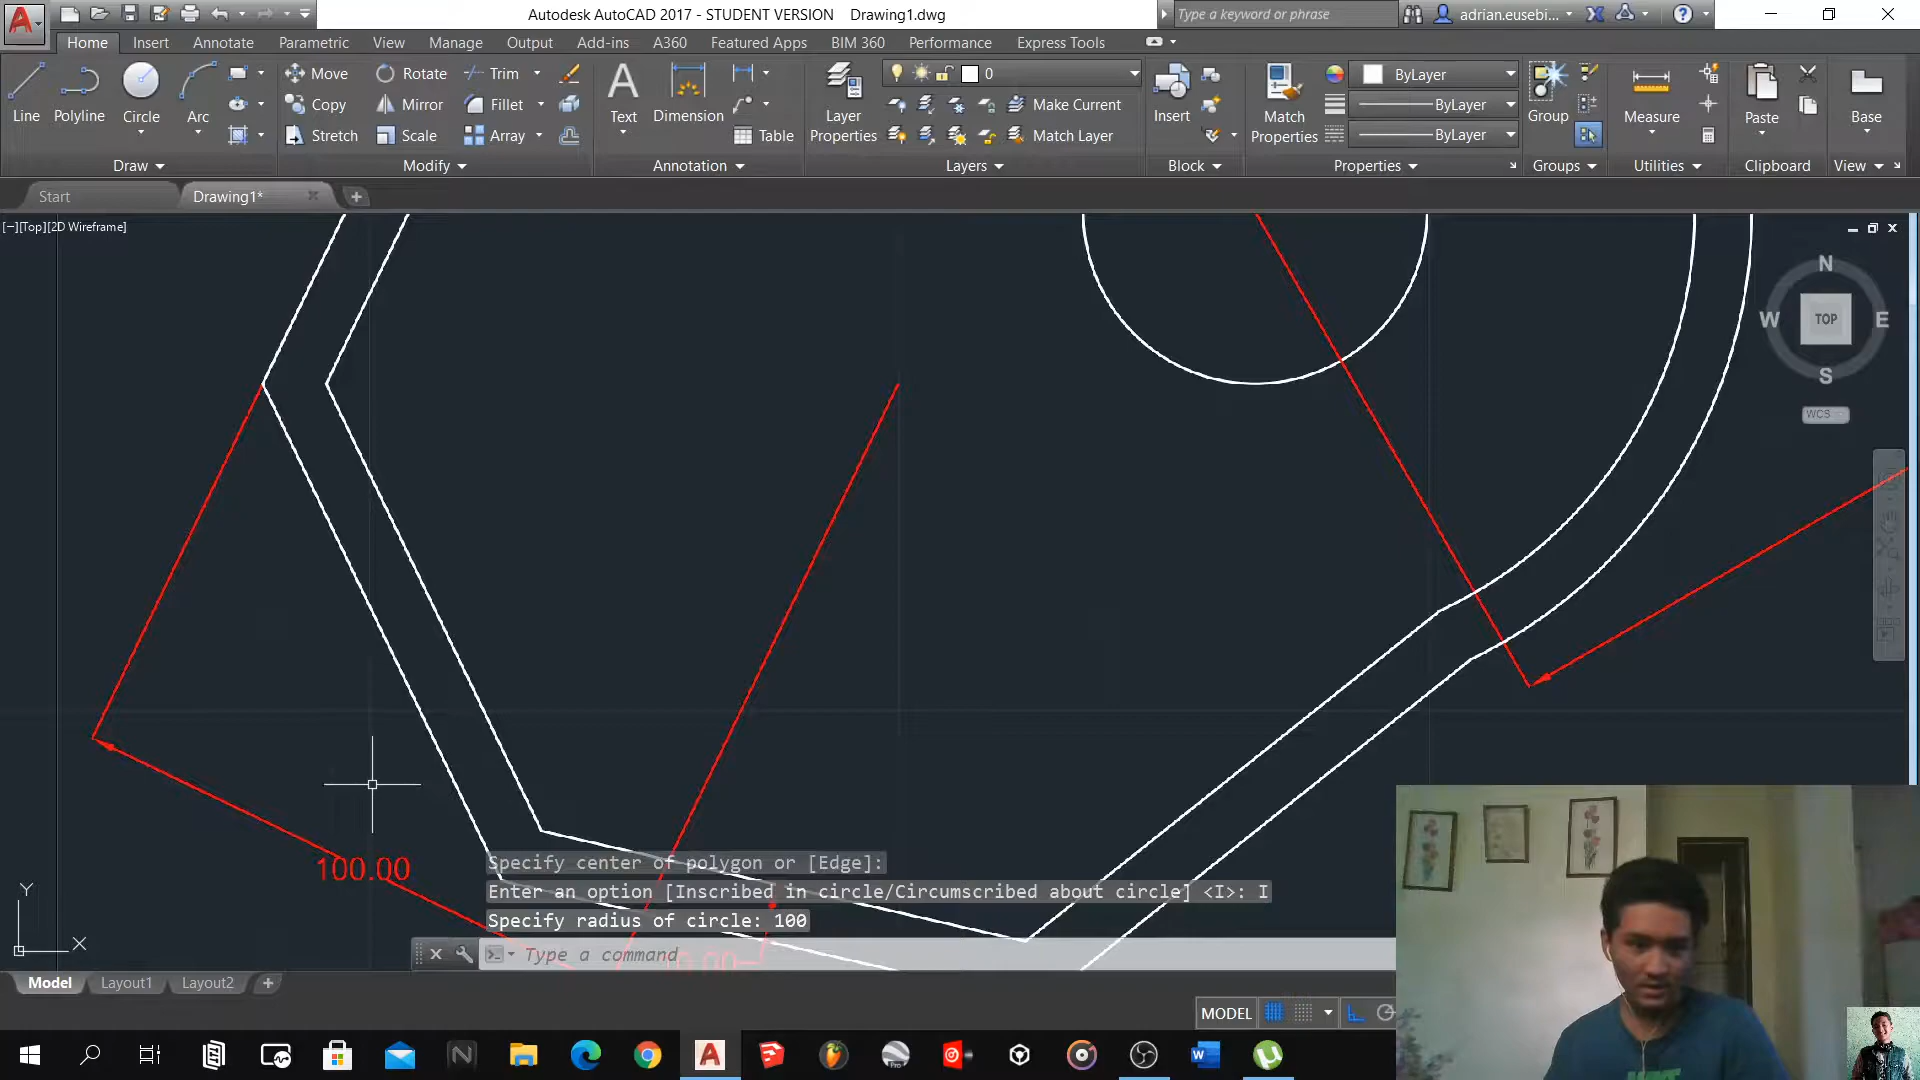 Autodesk AutoCAD 2017 - STUDENT VERSION Drawing1.dwg
Type a keyword or phrase
adrian.eusebi...
Home Insert Annotate Parametric View Manage Output Add-ins A360 Featured Apps BIM 360 Performance Express Tools
Line Polyline Circle Arc
Move Rotate Trim
Copy Mirror Fillet
Stretch Scale Array
Text Dimension Table
Layer Properties
0
Make Current
Match Layer
Insert
Match Properties
ByLayer
ByLayer
ByLayer
Group
Measure
Paste
Base
Draw Modify Annotation Layers Block Properties Groups Utilities Clipboard View
Start Drawing1*
[−][Top][2D Wireframe]
N
W TOP E
S
WCS
100.00
Y
X
Specify center of polygon or [Edge]:
Enter an option [Inscribed in circle/Circumscribed about circle] <I>: I
Specify radius of circle: 100
Type a command
Model Layout1 Layout2
MODEL